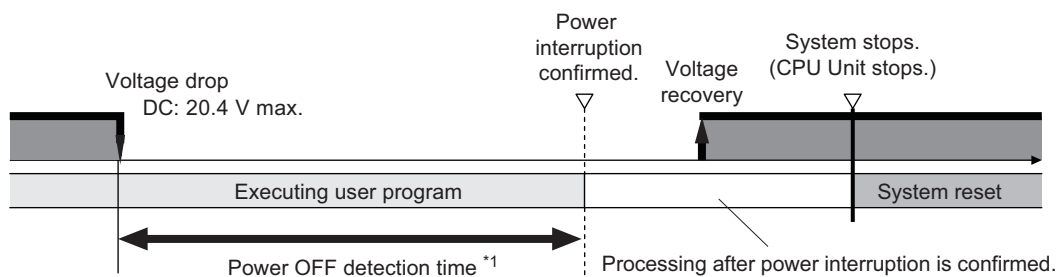 Power
interruption
confirmed.
System stops.
(CPU Unit stops.)
Voltage drop
DC: 20.4 V max.
Voltage
recovery
Executing user program
System reset
Power OFF detection time *1
Processing after power interruption is confirmed.